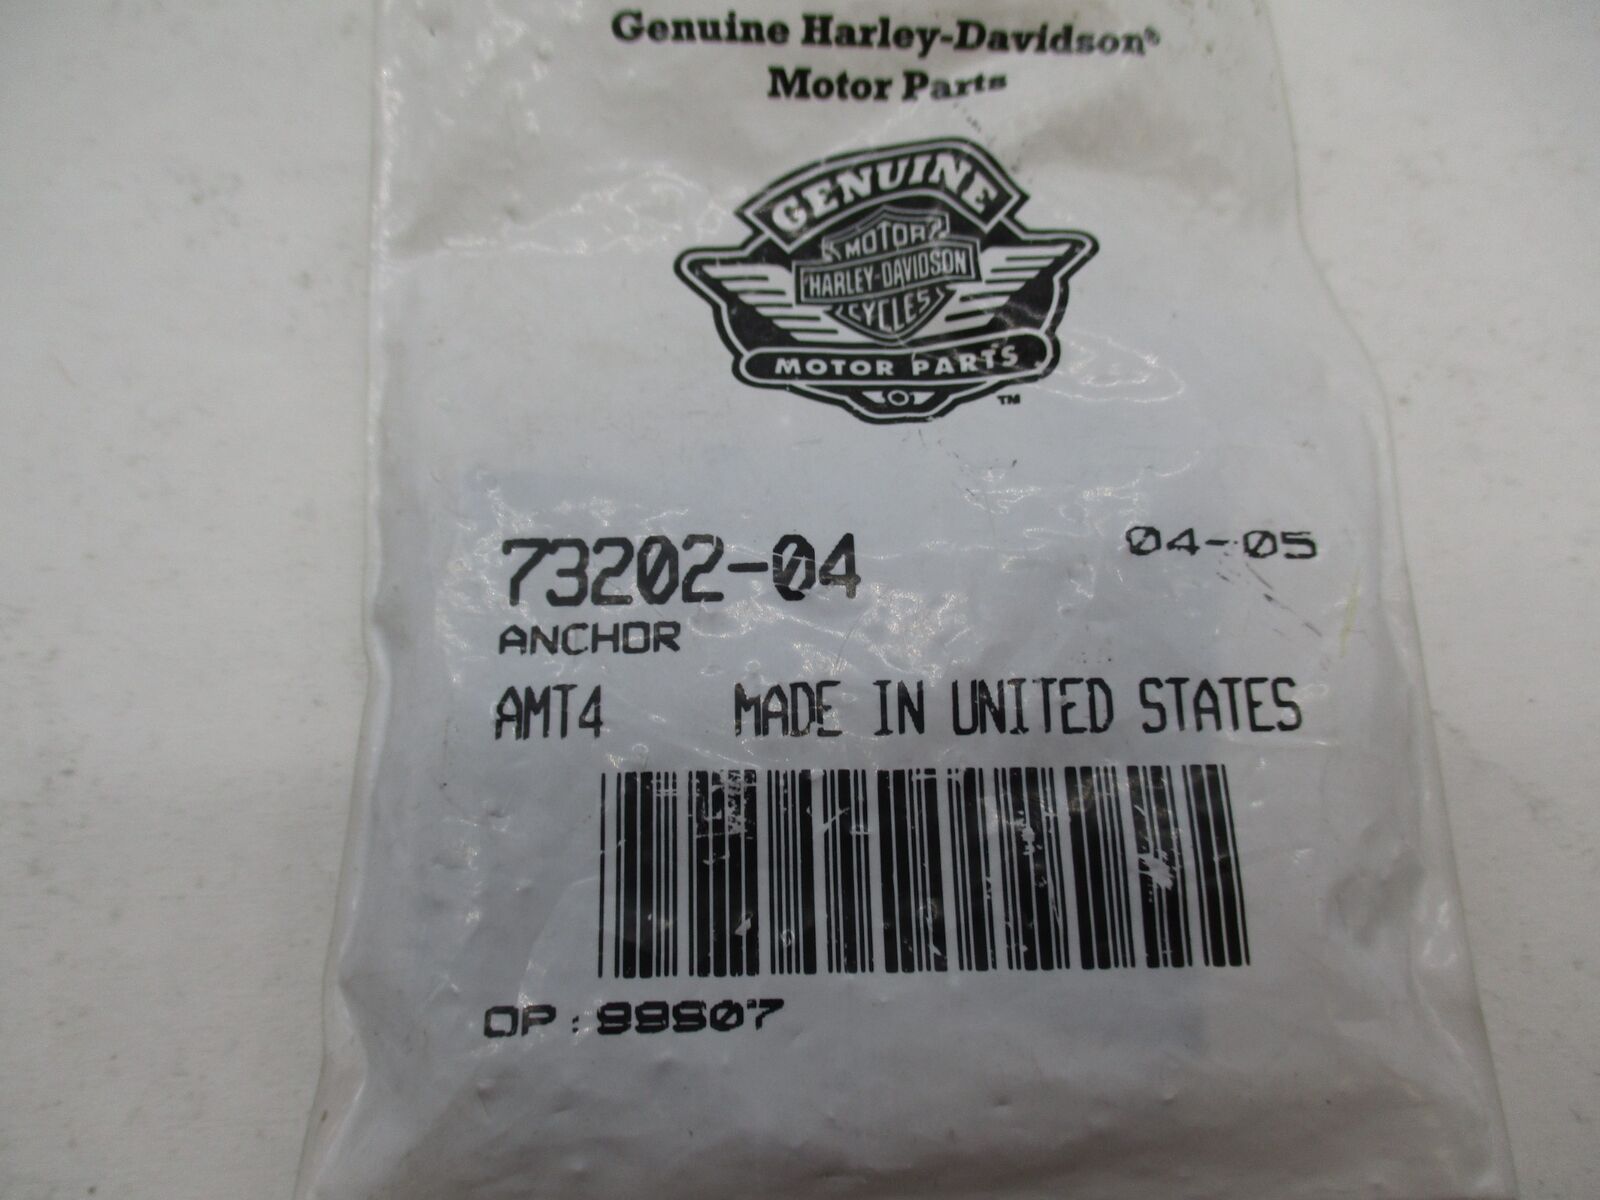 Genuine Harley-Davidson®
Motor Parts
GENUINE
MOTOR
HARLEY-DAVIDSON
CYCLES
MOTOR PARTS
TM
73202-04
04-05
ANCHOR
AMT4 MADE IN UNITED STATES
OP: